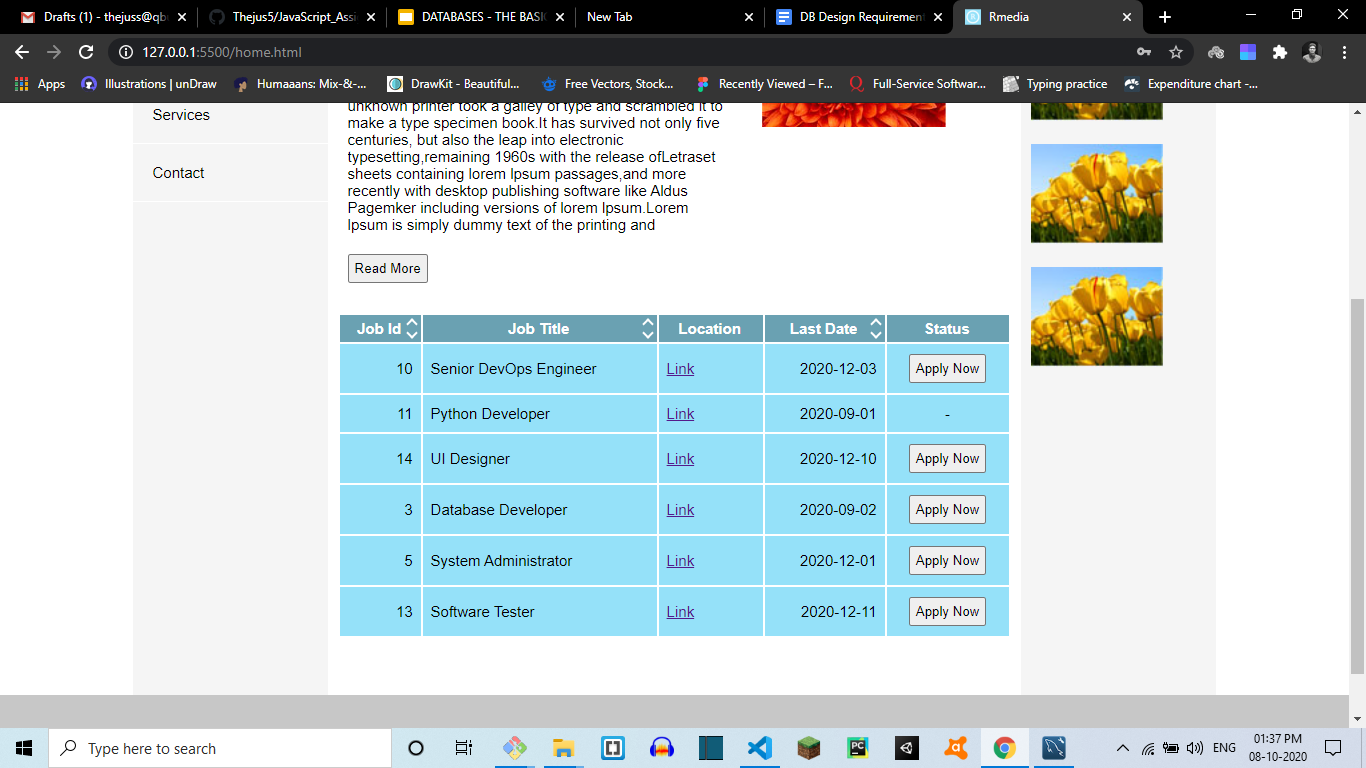 Drafts (1) - thejuss@qb
Thejus5/JavaScript_Assi
DATABASES - THE BASI
New Tab
DB Design Requiremen
Rmedia
127.0.0.1:5500/home.html
Apps
Illustrations | unDraw
Humaaans: Mix-&-...
DrawKit - Beautiful...
Free Vectors, Stock...
Recently Viewed – F...
Full-Service Softwar...
Typing practice
Expenditure chart -...
Services
Contact
unknown printer took a galley of type and scrambled it to
make a type specimen book.It has survived not only five
centuries, but also the leap into electronic
typesetting,remaining 1960s with the release ofLetraset
sheets containing lorem Ipsum passages,and more
recently with desktop publishing software like Aldus
Pagemker including versions of lorem Ipsum.Lorem
Ipsum is simply dummy text of the printing and
Read More
Job Id Job Title Location Last Date Status
10 Senior DevOps Engineer Link 2020-12-03 Apply Now
11 Python Developer Link 2020-09-01 -
14 UI Designer Link 2020-12-10 Apply Now
3 Database Developer Link 2020-09-02 Apply Now
5 System Administrator Link 2020-12-01 Apply Now
13 Software Tester Link 2020-12-11 Apply Now
Type here to search
ENG
01:37 PM
08-10-2020